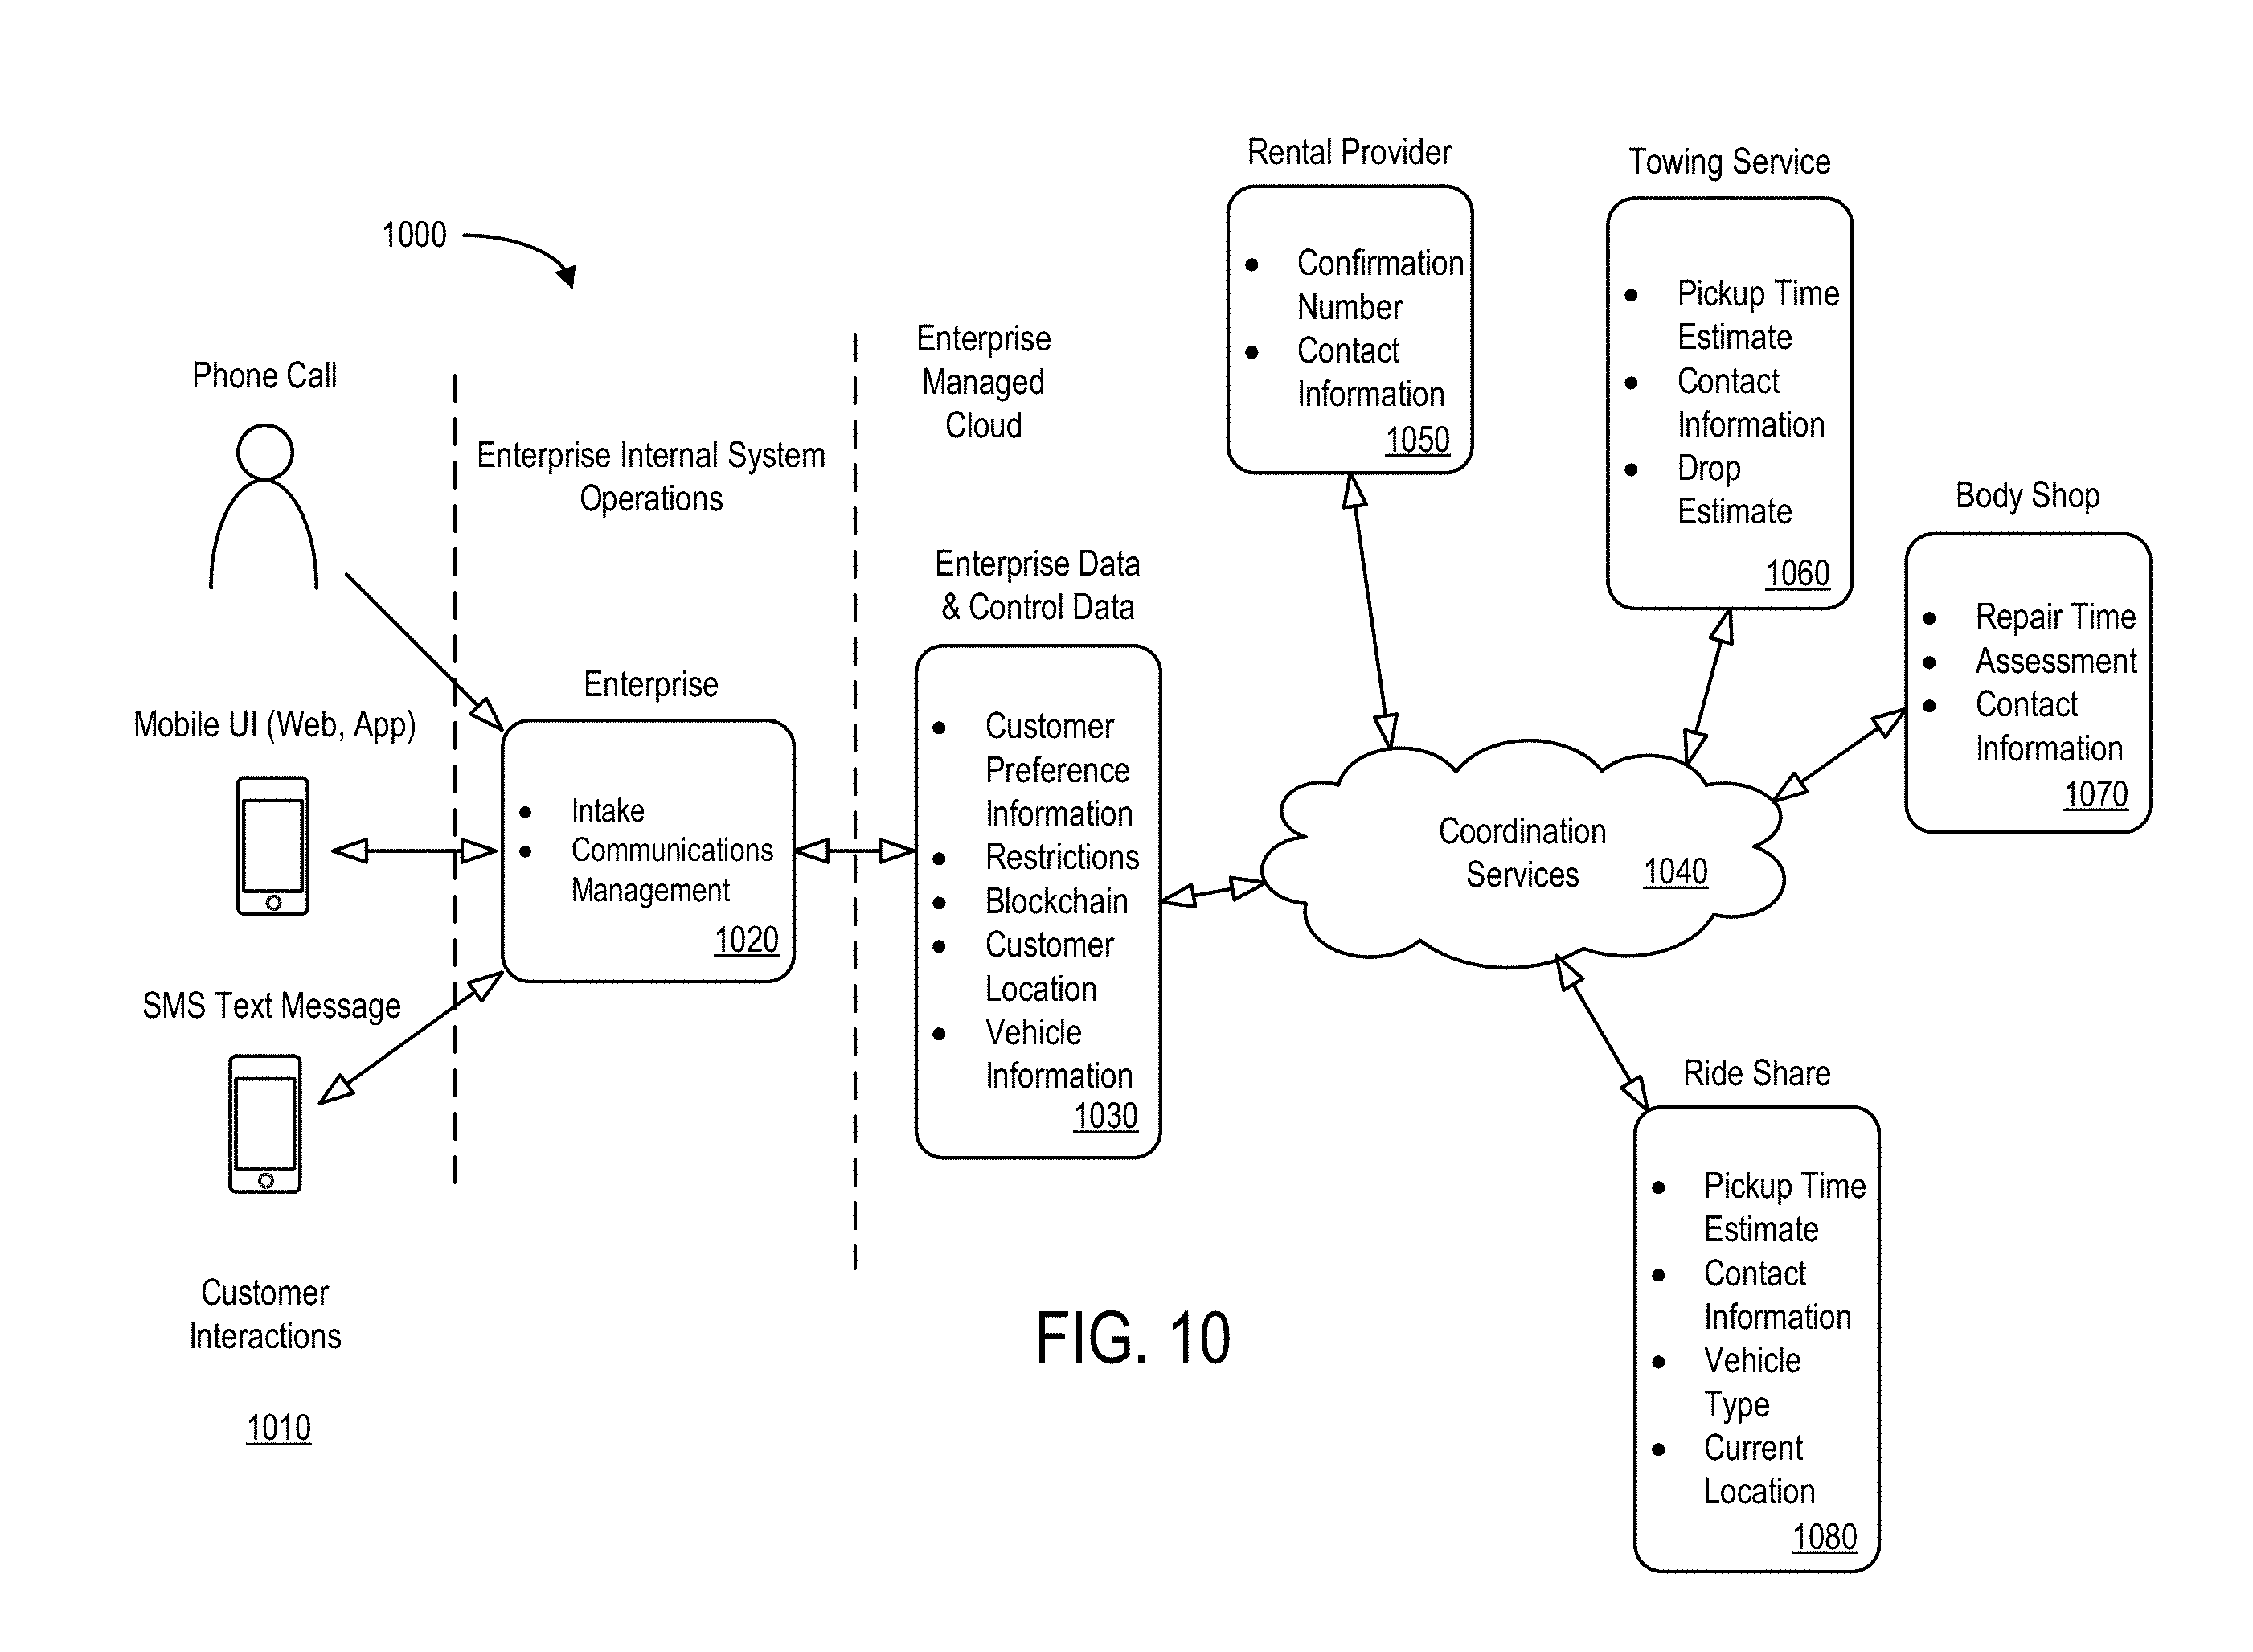 1000
Phone Call
Mobile UI (Web, App)
SMS Text Message
Customer
Interactions
1010
Enterprise Internal System
Operations
Enterprise
• Intake
• Communications
Management
1020
Enterprise
Managed
Cloud
Enterprise Data
& Control Data
• Customer
Preference
Information
• Restrictions
• Blockchain
• Customer
Location
• Vehicle
Information
1030
Coordination
Services
1040
Rental Provider
• Confirmation
Number
• Contact
Information
1050
Towing Service
• Pickup Time
Estimate
• Contact
Information
• Drop
Estimate
1060
Body Shop
• Repair Time
• Assessment
• Contact
Information
1070
Ride Share
• Pickup Time
Estimate
• Contact
Information
• Vehicle
Type
• Current
Location
1080
FIG. 10